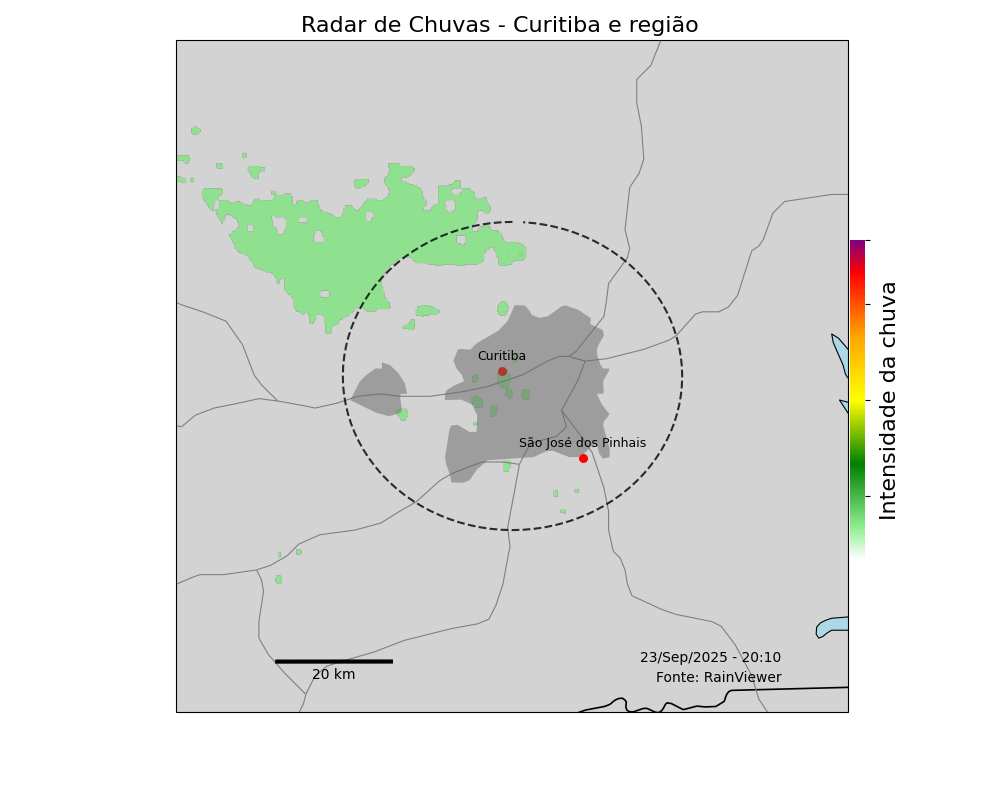 Radar de Chuvas - Curitiba e região
Curitiba
São José dos Pinhais
Intensidade da chuva
23/Sep/2025 - 20:10
Fonte: RainViewer
20 km